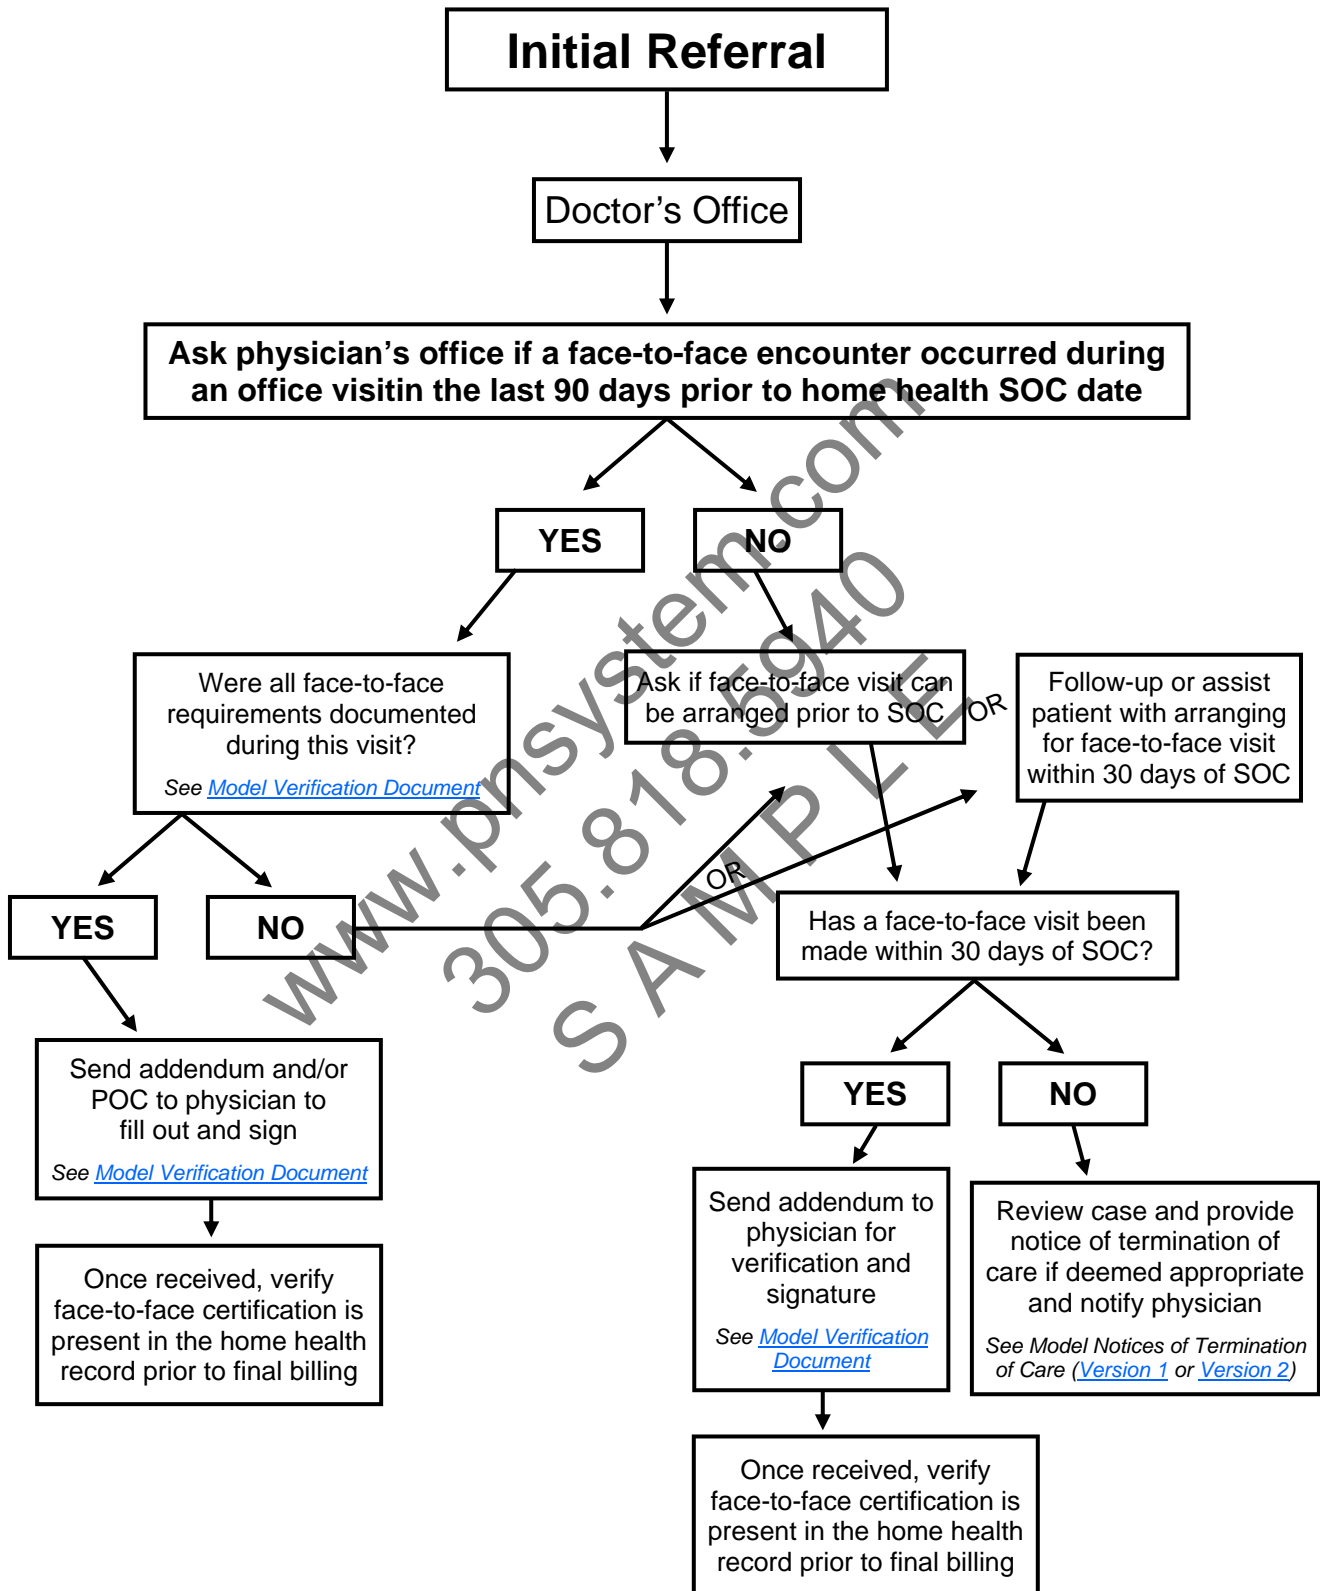 Initial Referral
Doctor’s Office
Ask physician’s office if a face-to-face encounter occurred during
an office visitin the last 90 days prior to home health SOC date
YES
NO
Were all face-to-face
requirements documented
during this visit?
See Model Verification Document
Ask if face-to-face visit can
be arranged prior to SOC
OR
Follow-up or assist
patient with arranging
for face-to-face visit
within 30 days of SOC
OR
YES
NO
Has a face-to-face visit been
made within 30 days of SOC?
Send addendum and/or
POC to physician to
fill out and sign
See Model Verification Document
YES
NO
Once received, verify
face-to-face certification is
present in the home health
record prior to final billing
Send addendum to
physician for
verification and
signature
See Model Verification
Document
Review case and provide
notice of termination of
care if deemed appropriate
and notify physician
See Model Notices of Termination
of Care (Version 1 or Version 2)
Once received, verify
face-to-face certification is
present in the home health
record prior to final billing
www.pnsystem.com
305.818.5940
S A M P L E